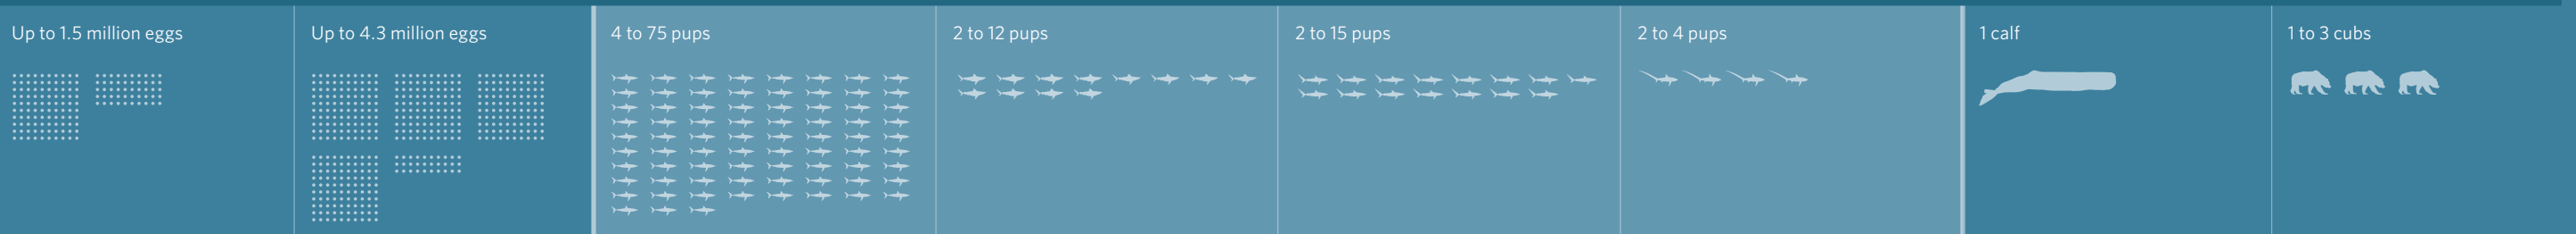 Up to 1.5 million eggs
Up to 4.3 million eggs
4 to 75 pups
2 to 12 pups
2 to 15 pups
2 to 4 pups
1 calf
1 to 3 cubs